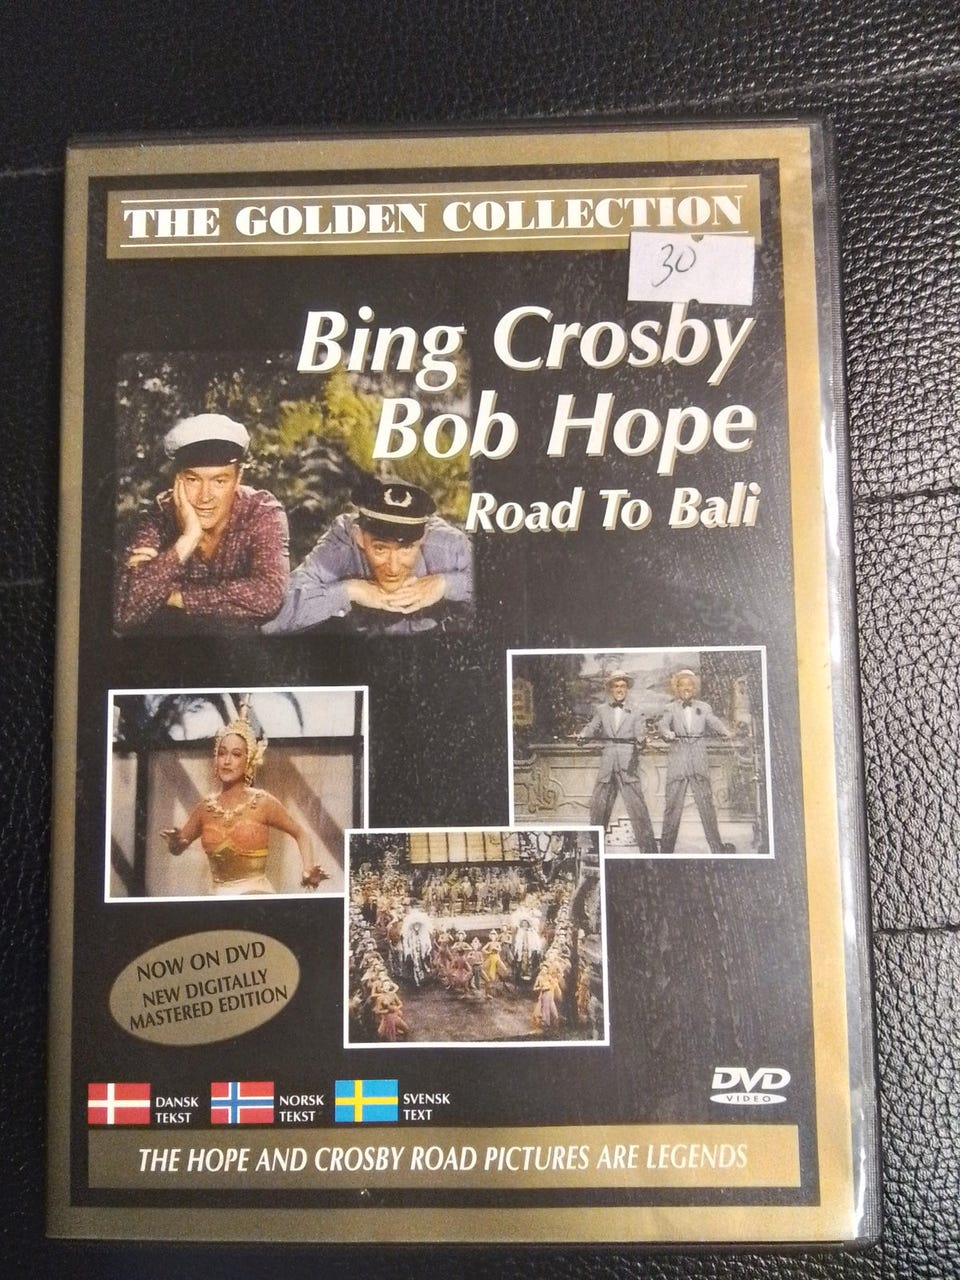 THE GOLDEN COLLECTION
30
Bing Crosby
Bob Hope
Road To Bali
NOW ON DVD
NEW DIGITALLY
MASTERED EDITION
DANSK
TEKST
NORSK
TEKST
SVENSK
TEXT
DVD
VIDEO
THE HOPE AND CROSBY ROAD PICTURES ARE LEGENDS